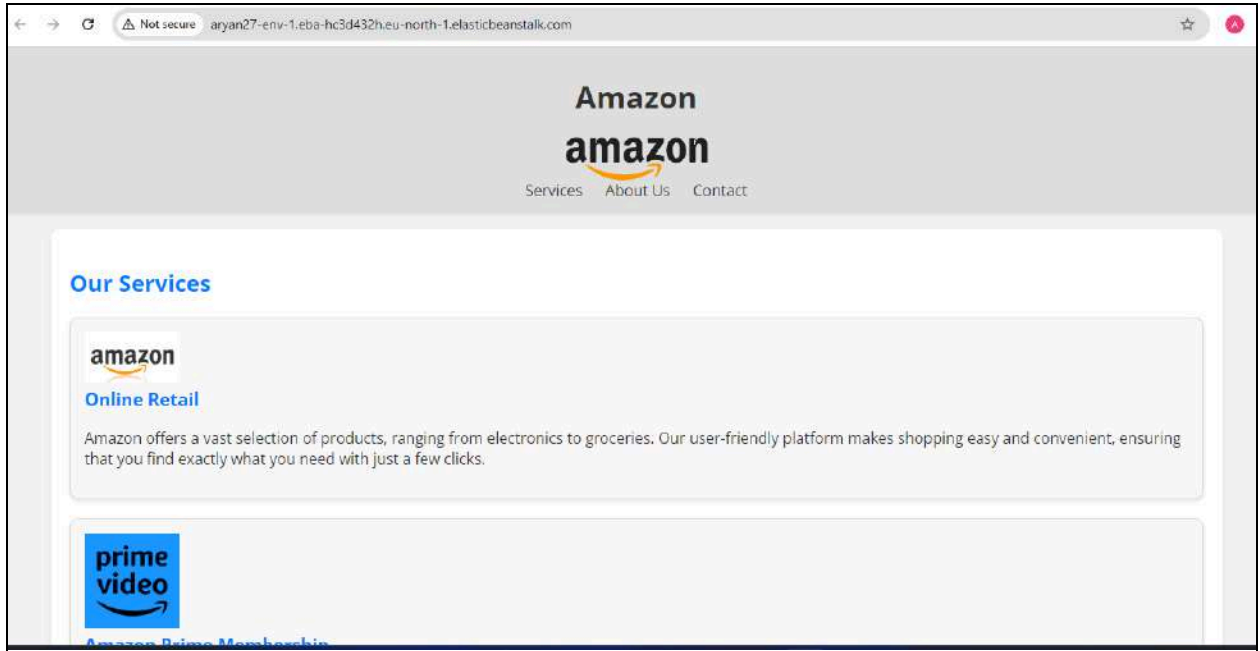 Not secure aryan27-env-1.eba-hc3d432h.eu-north-1.elasticbeanstalk.com
A
Amazon
amazon
Services About Us Contact
Our Services
amazon
Online Retail
Amazon offers a vast selection of products, ranging from electronics to groceries. Our user-friendly platform makes shopping easy and convenient, ensuring
that you find exactly what you need with just a few clicks.
prime
video
Amazon Prime Membership